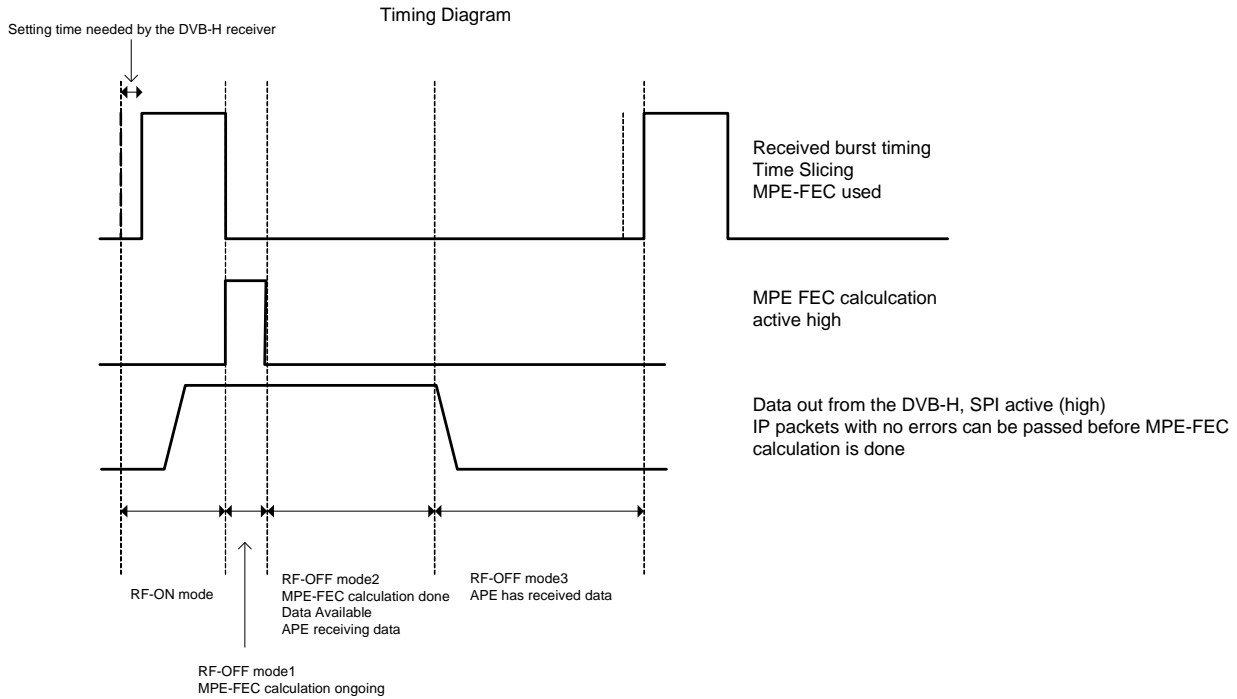 Timing Diagram
Setting time needed by the DVB-H receiver
Received burst timing
Time Slicing
MPE-FEC used
MPE FEC calculcation
active high
Data out from the DVB-H, SPI active (high)
IP packets with no errors can be passed before MPE-FEC
calculation is done
RF-ON mode
RF-OFF mode2
MPE-FEC calculation done
Data Available
APE receiving data
RF-OFF mode3
APE has received data
RF-OFF mode1
MPE-FEC calculation ongoing